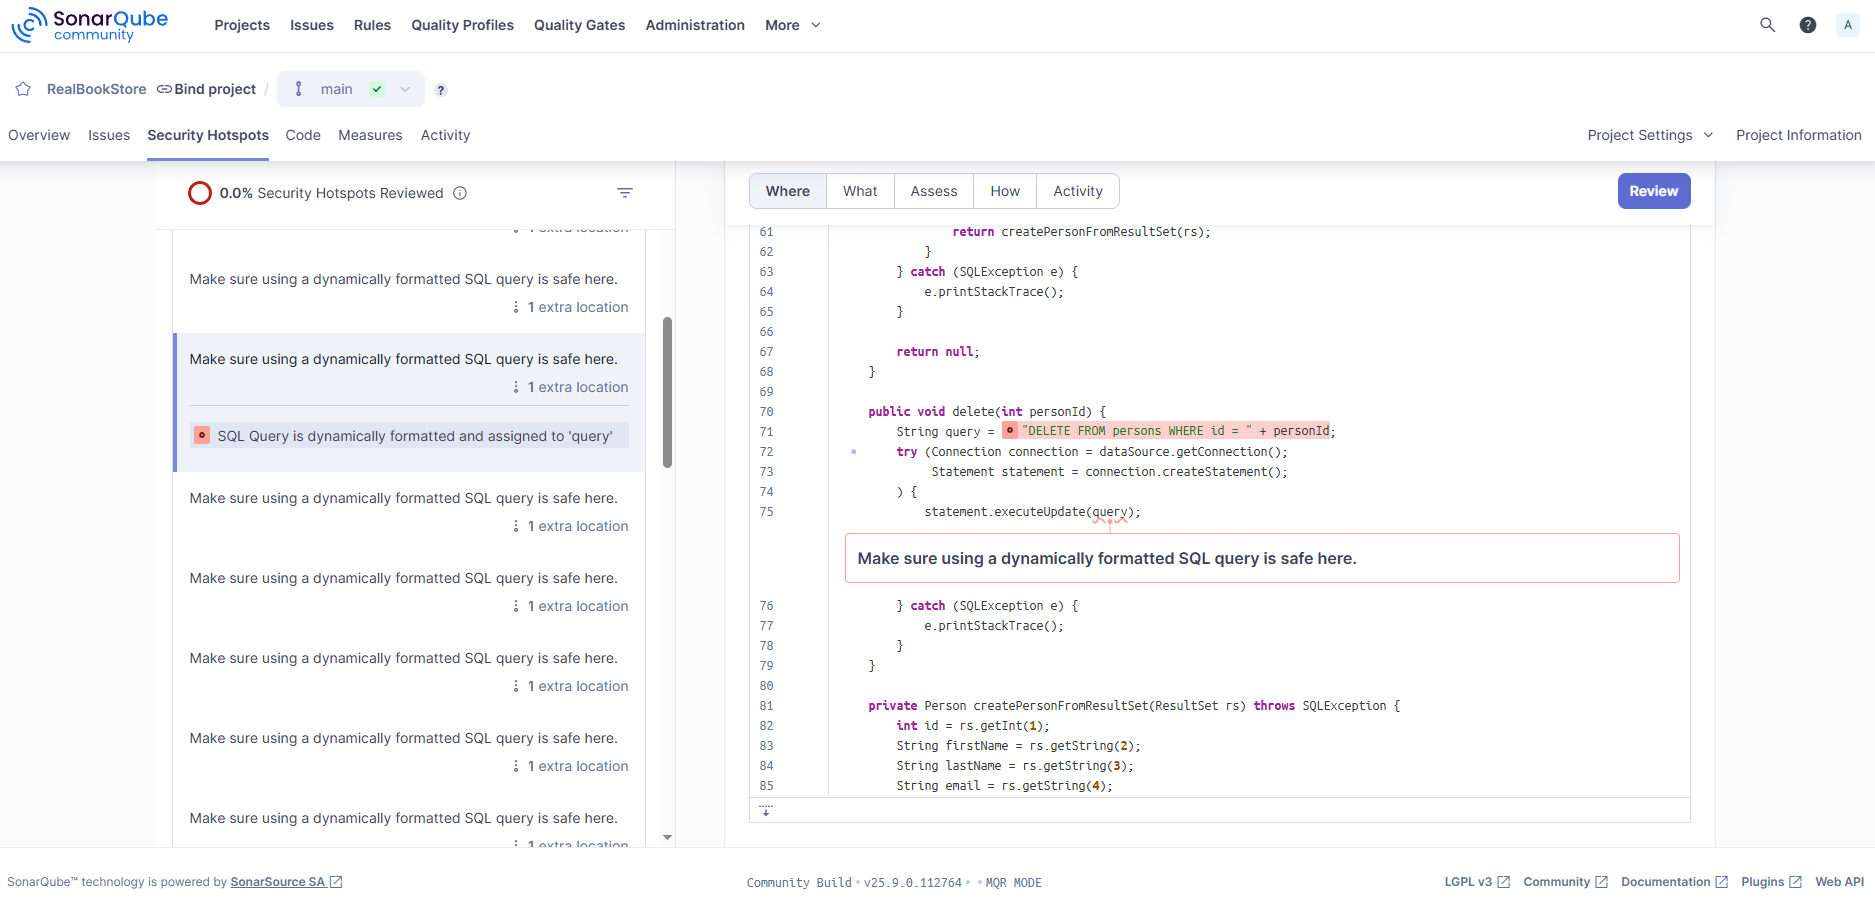 SonarQube
community
Projects Issues Rules Quality Profiles Quality Gates Administration More
? A
RealBookStore Bind project / main ?
Overview Issues Security Hotspots Code Measures Activity
Project Settings Project Information
0.0% Security Hotspots Reviewed
1 extra location
Make sure using a dynamically formatted SQL query is safe here.
1 extra location
Make sure using a dynamically formatted SQL query is safe here.
1 extra location
SQL Query is dynamically formatted and assigned to 'query'
Make sure using a dynamically formatted SQL query is safe here.
1 extra location
Make sure using a dynamically formatted SQL query is safe here.
1 extra location
Make sure using a dynamically formatted SQL query is safe here.
1 extra location
Make sure using a dynamically formatted SQL query is safe here.
1 extra location
Make sure using a dynamically formatted SQL query is safe here.
1 extra location
Where What Assess How Activity
Review
61 return createPersonFromResultSet(rs);
62 }
63 } catch (SQLException e) {
64 e.printStackTrace();
65 }
66
67 return null;
68 }
69
70 public void delete(int personId) {
71 String query = "DELETE FROM persons WHERE id = " + personId;
72 try (Connection connection = dataSource.getConnection();
73 Statement statement = connection.createStatement();
74 ) {
75 statement.executeUpdate(query);
Make sure using a dynamically formatted SQL query is safe here.
76 } catch (SQLException e) {
77 e.printStackTrace();
78 }
79 }
80
81 private Person createPersonFromResultSet(ResultSet rs) throws SQLException {
82 int id = rs.getInt(1);
83 String firstName = rs.getString(2);
84 String lastName = rs.getString(3);
85 String email = rs.getString(4);
SonarQube™ technology is powered by SonarSource SA
Community Build • v25.9.0.112764 • • MQR MODE
LGPL v3 Community Documentation Plugins Web API